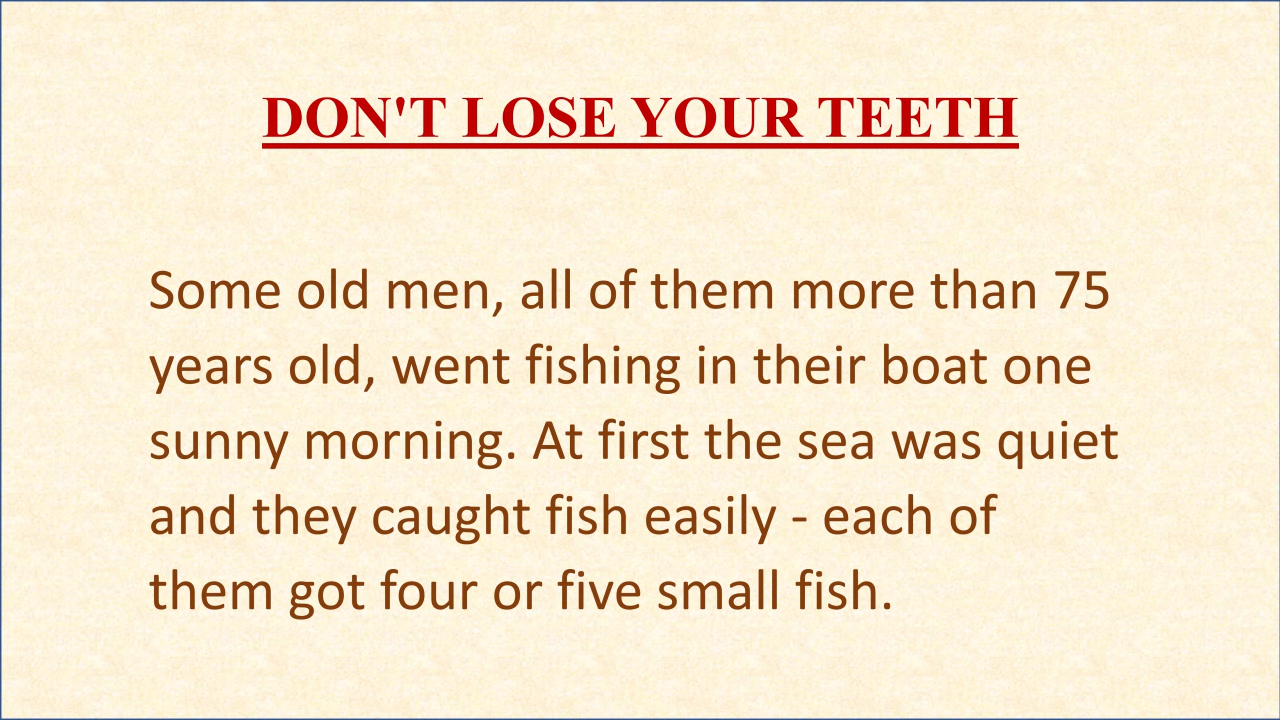 DON'T LOSE YOUR TEETH
Some old men, all of them more than 75
years old, went fishing in their boat one
sunny morning. At first the sea was quiet
and they caught fish easily - each of
them got four or five small fish.